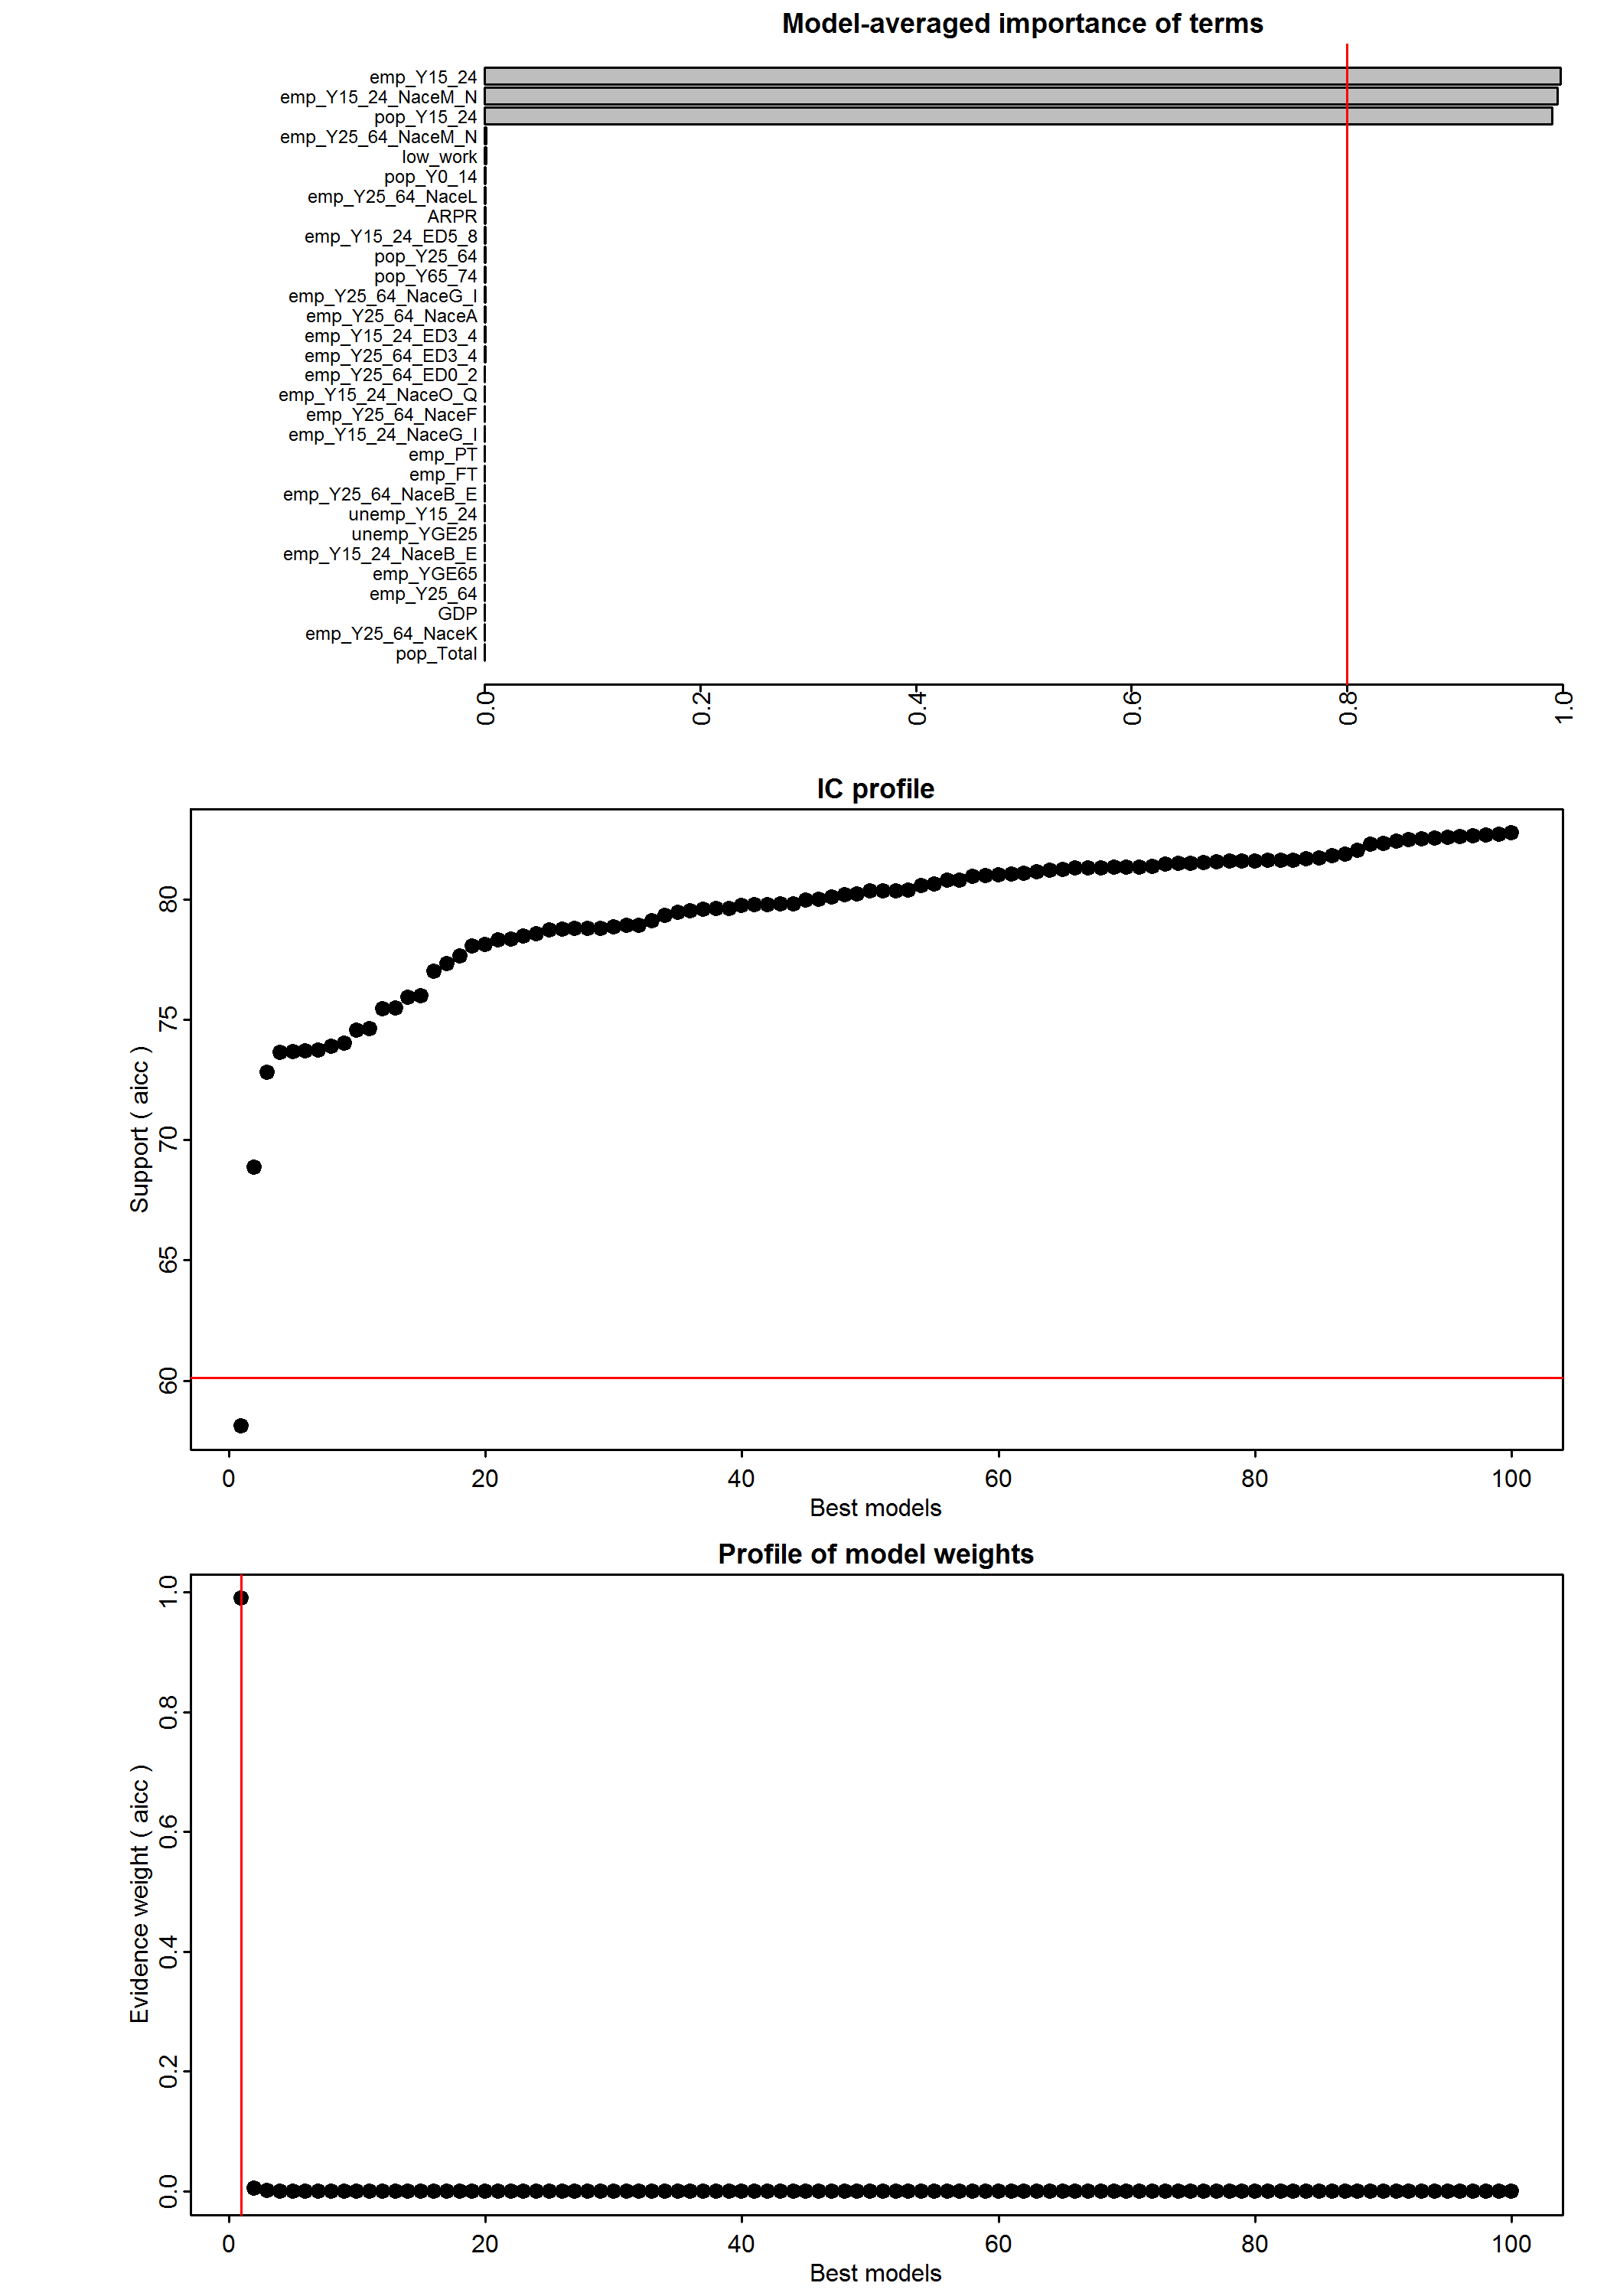 Model-averaged importance of terms
emp_Y15_24
emp_Y15_24_NaceM_N
pop_Y15_24
emp_Y25_64_NaceM_N
low_work
pop_Y0_14
emp_Y25_64_NaceL
ARPR
emp_Y15_24_ED5_8
pop_Y25_64
pop_Y65_74
emp_Y25_64_NaceG_I
emp_Y25_64_NaceA
emp_Y15_24_ED3_4
emp_Y25_64_ED3_4
emp_Y25_64_ED0_2
emp_Y15_24_NaceO_Q
emp_Y25_64_NaceF
emp_Y15_24_NaceG_I
emp_PT
emp_FT
emp_Y25_64_NaceB_E
unemp_Y15_24
unemp_YGE25
emp_Y15_24_NaceB_E
emp_YGE65
emp_Y25_64
GDP
emp_Y25_64_NaceK
pop_Total
0.0 0.2 0.4 0.6 0.8 1.0
IC profile
Support ( aicc )
80
75
70
65
60
0 20 40 60 80 100
Best models
Profile of model weights
Evidence weight ( aicc )
1.0
0.8
0.6
0.4
0.2
0.0
0 20 40 60 80 100
Best models